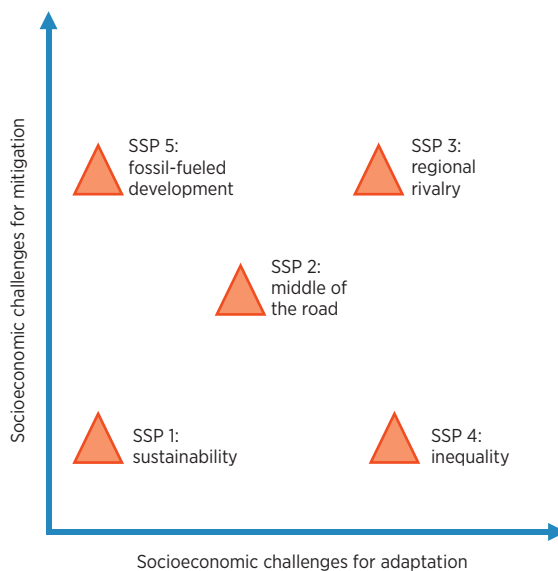 Socioeconomic challenges for mitigation
SSP 5:
fossil-fueled
development
SSP 3:
regional
rivalry
SSP 2:
middle of
the road
SSP 1:
sustainability
SSP 4:
inequality
Socioeconomic challenges for adaptation